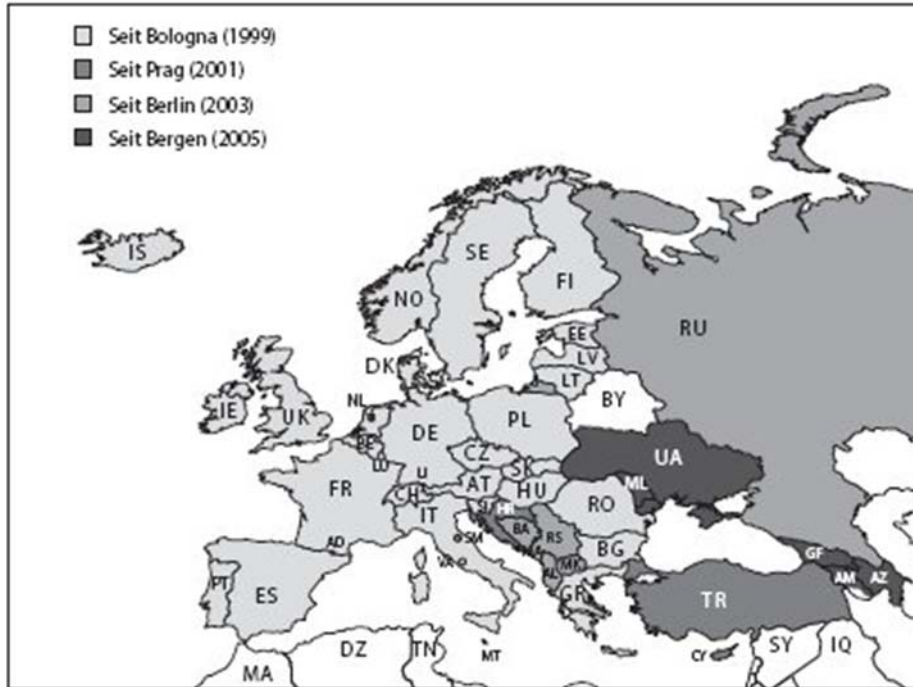 Seit Bologna (1999)
Seit Prag (2001)
Seit Berlin (2003)
Seit Bergen (2005)
IS
SE
FI
NO
RU
EE
LV
DK
LT
BY
NL
IE
UK
PL
BE
DE
UA
CZ
SK
ML
FR
CH
AT
HU
RO
SI
HR
IT
BA
RS
SM
BG
AD
VA
MK
AL
GF
AM
AZ
PT
ES
GR
TR
MA
DZ
TN
MT
CY
SY
IQ